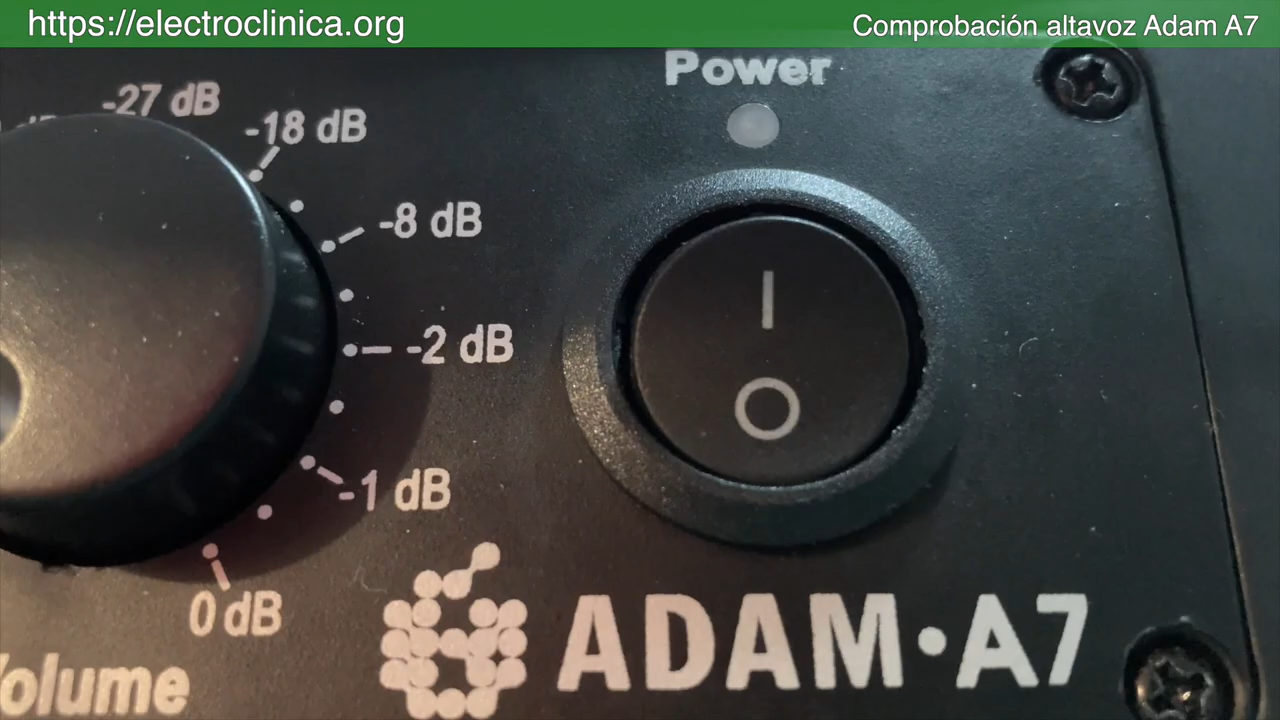 https://electroclinica.org
Comprobación altavoz Adam A7
Power
-27 dB
-18 dB
-8 dB
-2 dB
-1 dB
0 dB
I
O
ADAM•A7
Volume